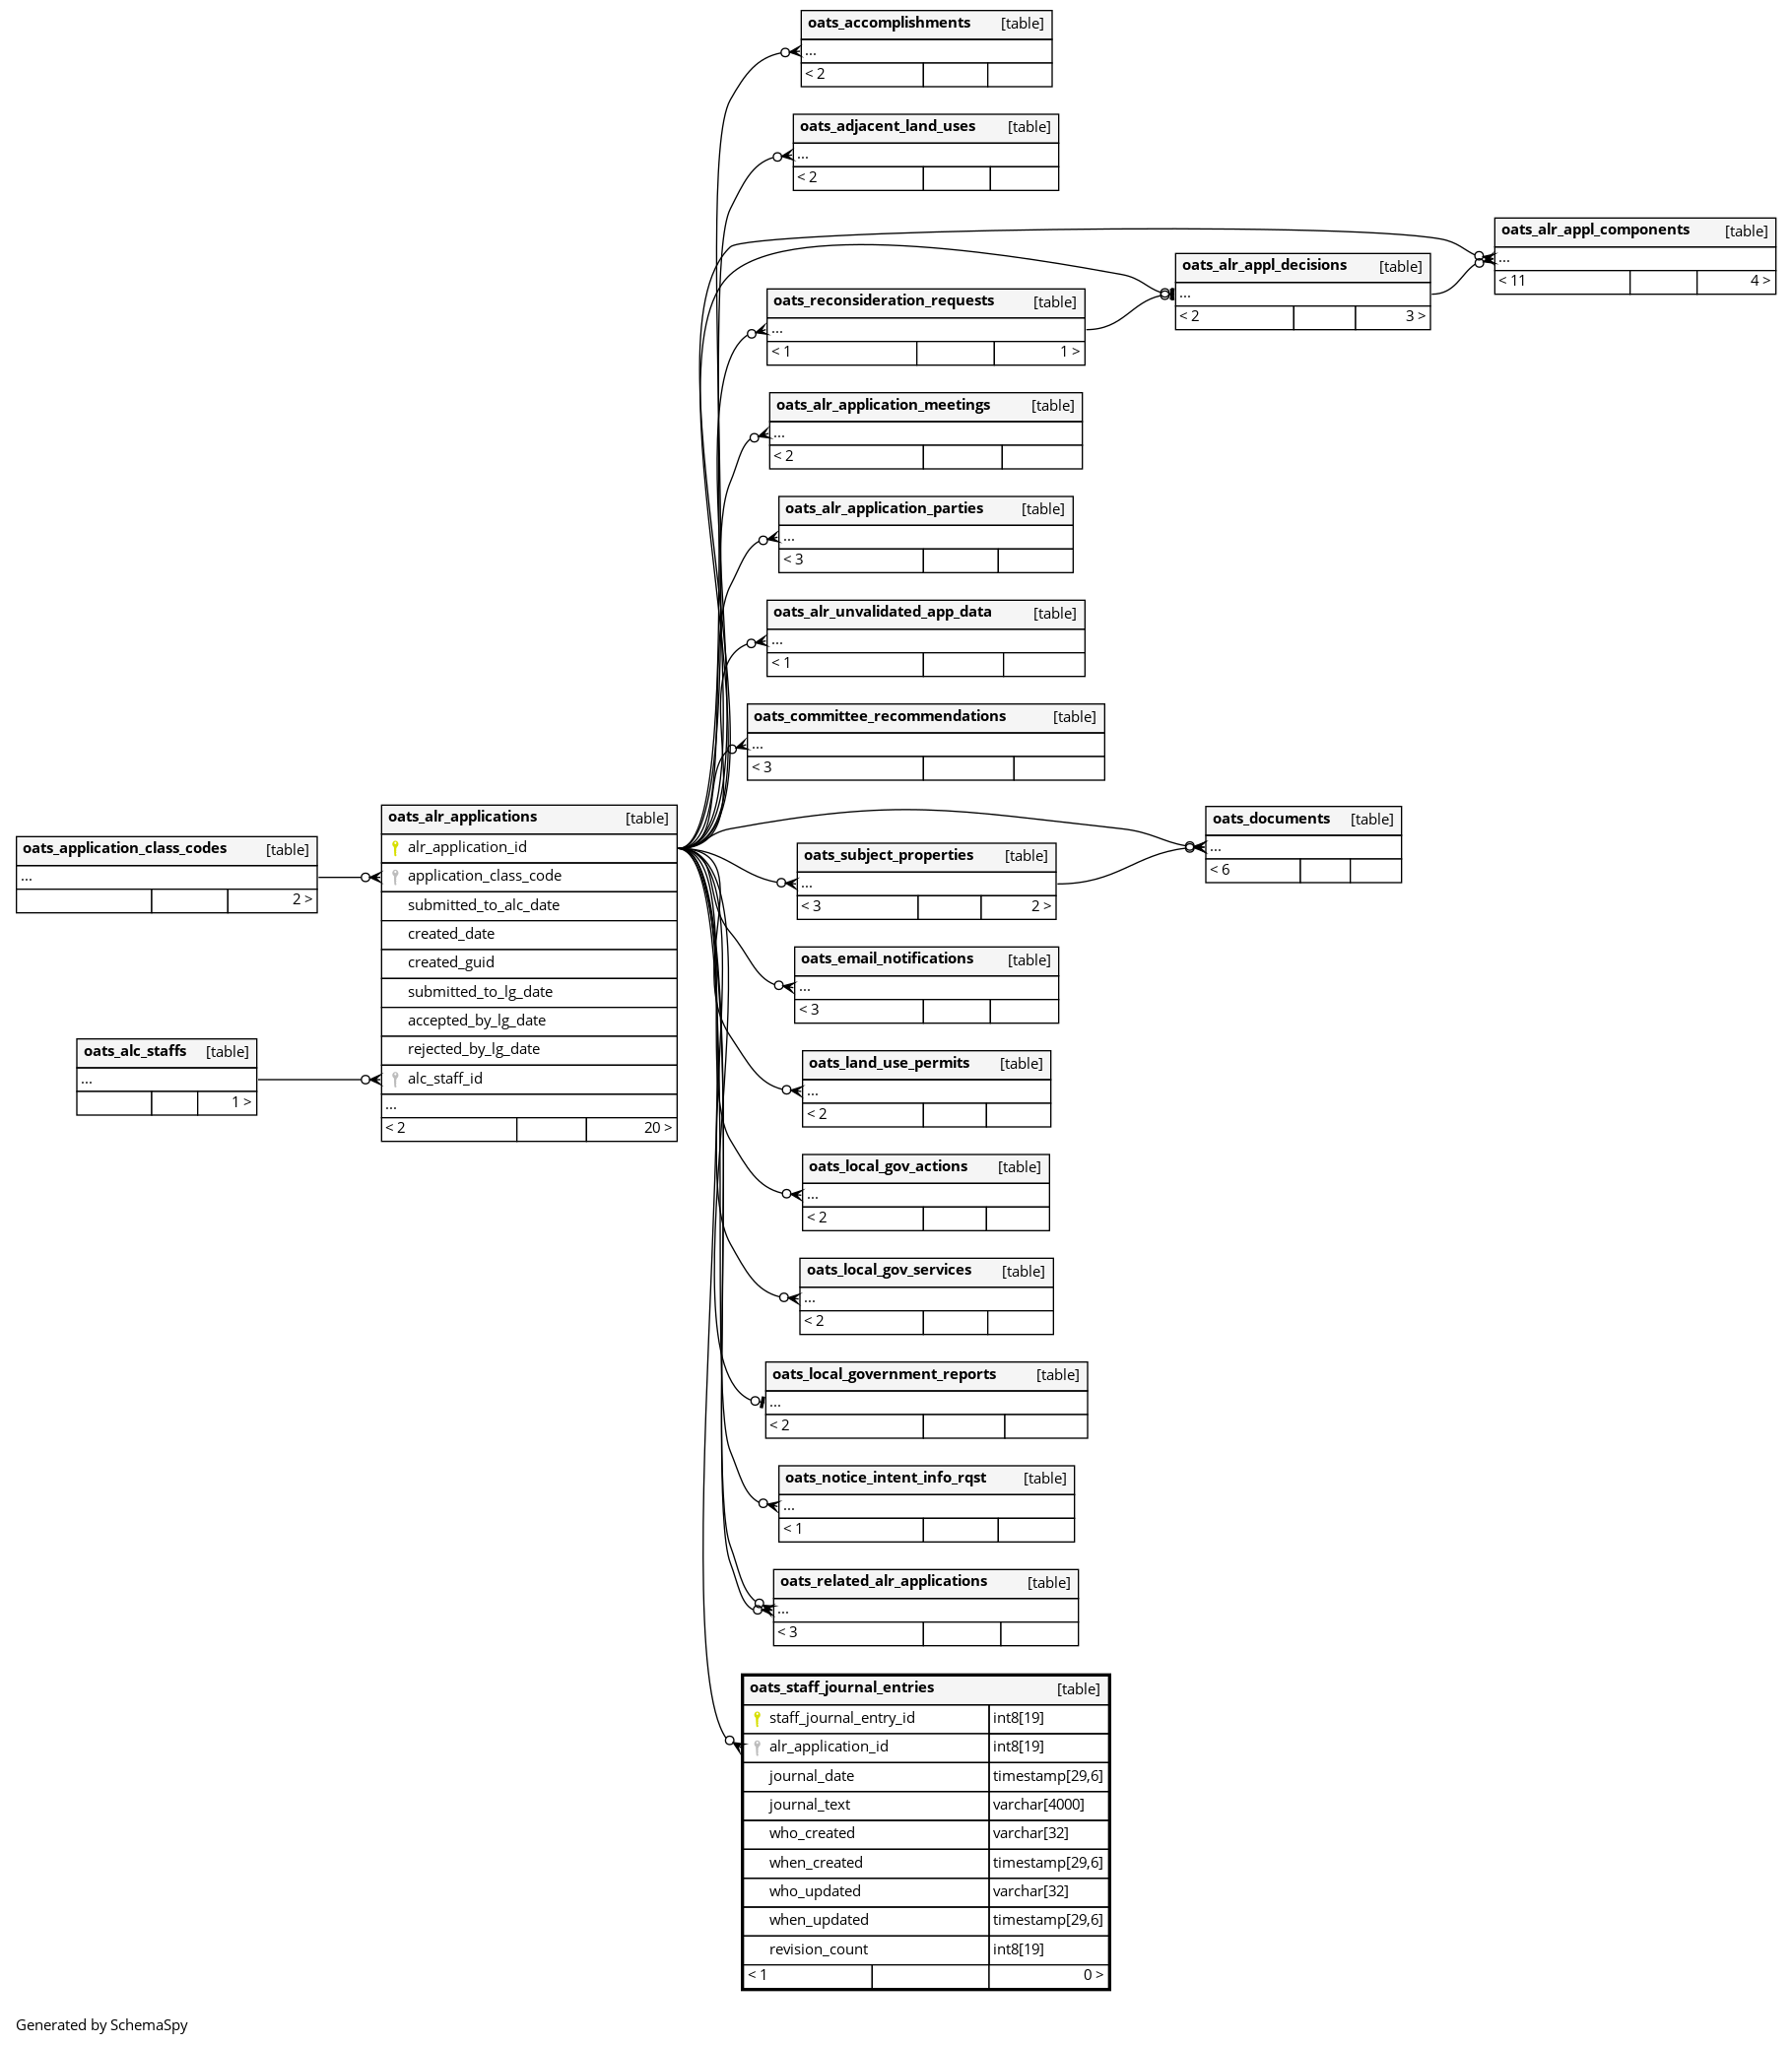 oats_accomplishments [table]
...
< 2
oats_adjacent_land_uses [table]
...
< 2
oats_alr_appl_components [table]
...
< 11 4 >
oats_alr_appl_decisions [table]
...
< 2 3 >
oats_reconsideration_requests [table]
...
< 1 1 >
oats_alr_application_meetings [table]
...
< 2
oats_alr_application_parties [table]
...
< 3
oats_alr_unvalidated_app_data [table]
...
< 1
oats_committee_recommendations [table]
...
< 3
oats_application_class_codes [table]
...
2 >
oats_alc_staffs [table]
...
1 >
oats_alr_applications [table]
alr_application_id
application_class_code
submitted_to_alc_date
created_date
created_guid
submitted_to_lg_date
accepted_by_lg_date
rejected_by_lg_date
alc_staff_id
...
< 2 20 >
oats_documents [table]
...
< 6
oats_subject_properties [table]
...
< 3 2 >
oats_email_notifications [table]
...
< 3
oats_land_use_permits [table]
...
< 2
oats_local_gov_actions [table]
...
< 2
oats_local_gov_services [table]
...
< 2
oats_local_government_reports [table]
...
< 2
oats_notice_intent_info_rqst [table]
...
< 1
oats_related_alr_applications [table]
...
< 3
oats_staff_journal_entries [table]
staff_journal_entry_id int8[19]
alr_application_id int8[19]
journal_date timestamp[29,6]
journal_text varchar[4000]
who_created varchar[32]
when_created timestamp[29,6]
who_updated varchar[32]
when_updated timestamp[29,6]
revision_count int8[19]
< 1 0 >
Generated by SchemaSpy